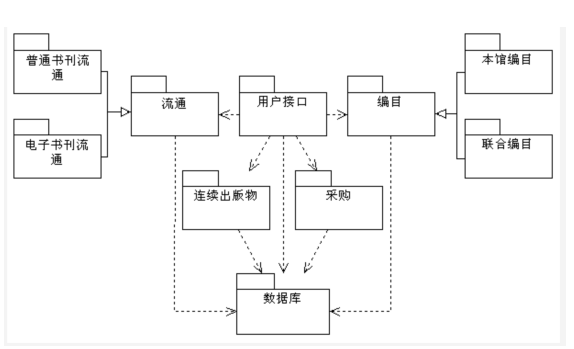 普通书刊流
通
流通
用户接口
编目
本馆编目
电子书刊流
通
联合编目
连续出版物
采购
数据库